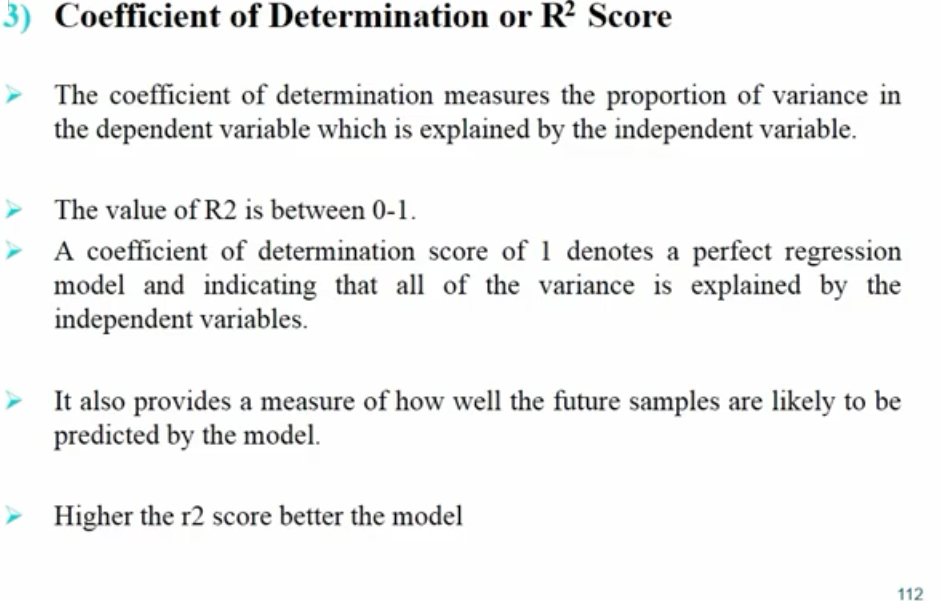 3) Coefficient of Determination or R² Score
➢ The coefficient of determination measures the proportion of variance in
the dependent variable which is explained by the independent variable.
➢ The value of R2 is between 0-1.
➢ A coefficient of determination score of 1 denotes a perfect regression
model and indicating that all of the variance is explained by the
independent variables.
➢ It also provides a measure of how well the future samples are likely to be
predicted by the model.
➢ Higher the r2 score better the model
112